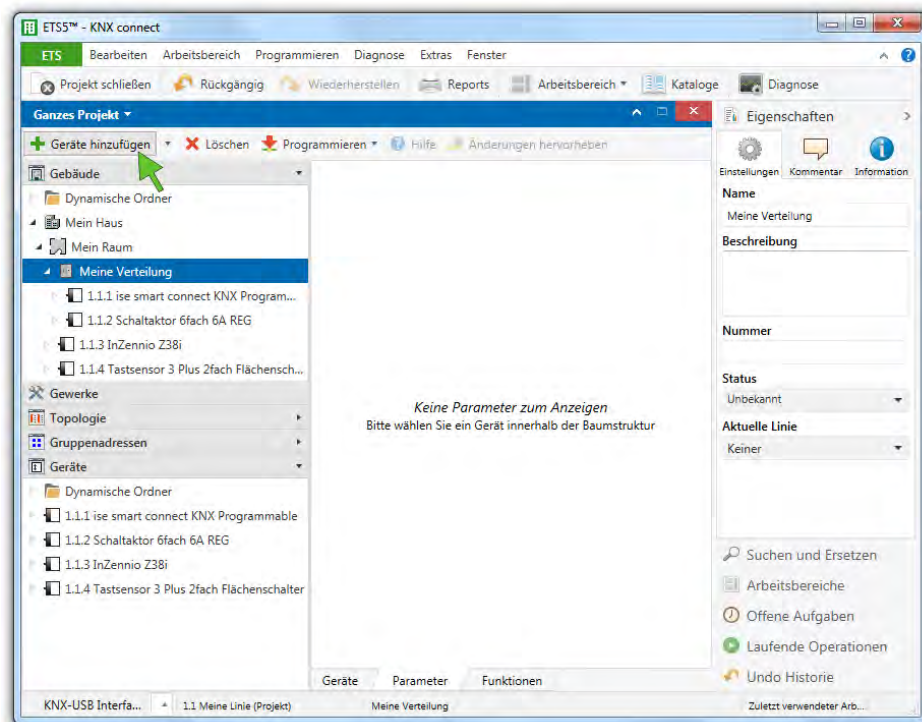 ETS5™ - KNX connect
ETS Bearbeiten Arbeitsbereich Programmieren Diagnose Extras Fenster
Projekt schließen Rückgängig Wiederherstellen Reports Arbeitsbereich Kataloge Diagnose
Ganzes Projekt
Geräte hinzufügen Löschen Programmieren Hilfe Änderungen hervorheben
Gebäude
Dynamische Ordner
Mein Haus
Mein Raum
Meine Verteilung
1.1.1 ise smart connect KNX Program...
1.1.2 Schaltaktor 6fach 6A REG
1.1.3 InZennio Z38i
1.1.4 Tastsensor 3 Plus 2fach Flächensch...
Gewerke
Topologie
Gruppenadressen
Geräte
Dynamische Ordner
1.1.1 ise smart connect KNX Programmable
1.1.2 Schaltaktor 6fach 6A REG
1.1.3 InZennio Z38i
1.1.4 Tastsensor 3 Plus 2fach Flächenschalter
Keine Parameter zum Anzeigen
Bitte wählen Sie ein Gerät innerhalb der Baumstruktur
Geräte Parameter Funktionen
Eigenschaften
Einstellungen Kommentar Information
Name
Meine Verteilung
Beschreibung
Nummer
Status
Unbekannt
Aktuelle Linie
Keiner
Suchen und Ersetzen
Arbeitsbereiche
Offene Aufgaben
Laufende Operationen
Undo Historie
KNX-USB Interfa... 1.1 Meine Linie (Projekt) Meine Verteilung Zuletzt verwendeter Arb...